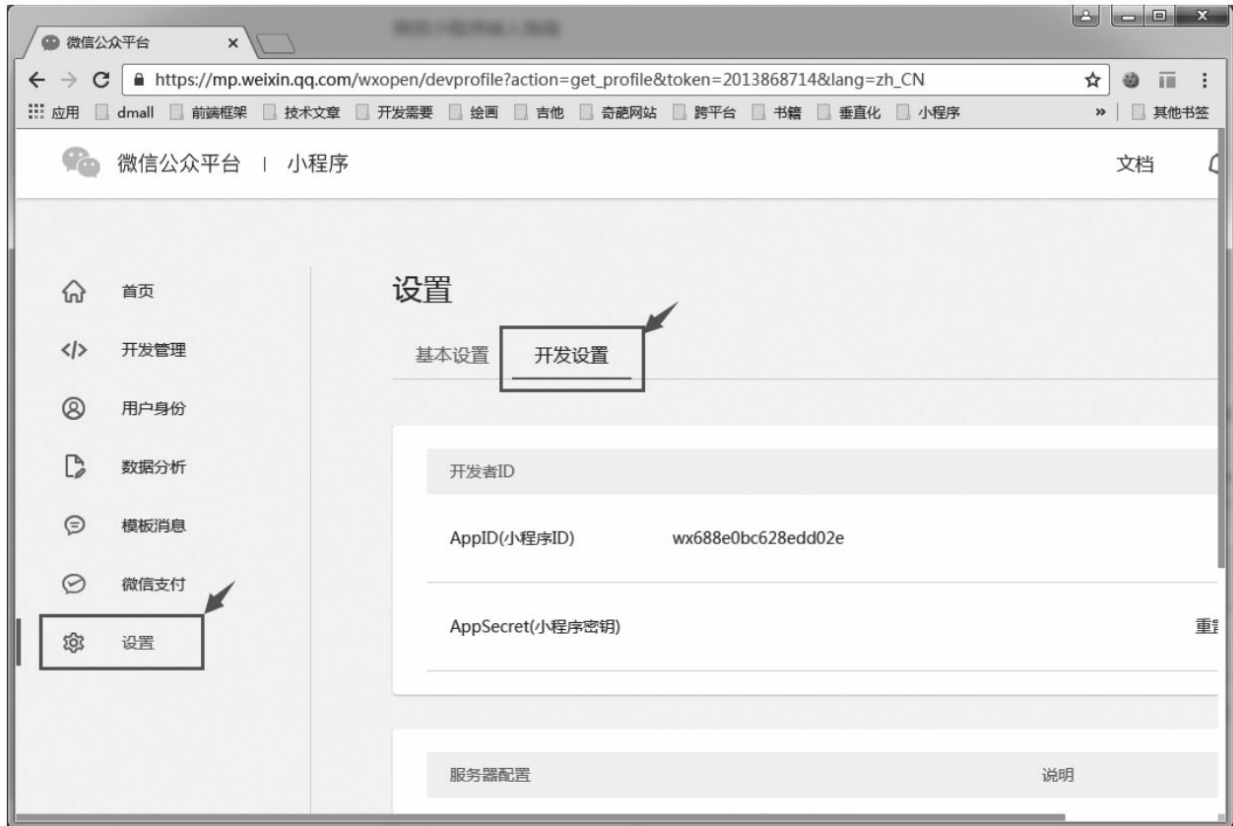 微信公众平台
https://mp.weixin.qq.com/wxopen/devprofile?action=get_profile&token=2013868714&lang=zh_CN
应用 dmall 前端框架 技术文章 开发需要 绘画 吉他 奇葩网站 跨平台 书籍 垂直化 小程序 » 其他书签
微信公众平台 | 小程序 文档
设置
首页
基本设置 开发设置
开发管理
用户身份
数据分析
开发者ID
模板消息
AppID(小程序ID) wx688e0bc628edd02e
微信支付
AppSecret(小程序密钥)
设置
服务器配置 说明